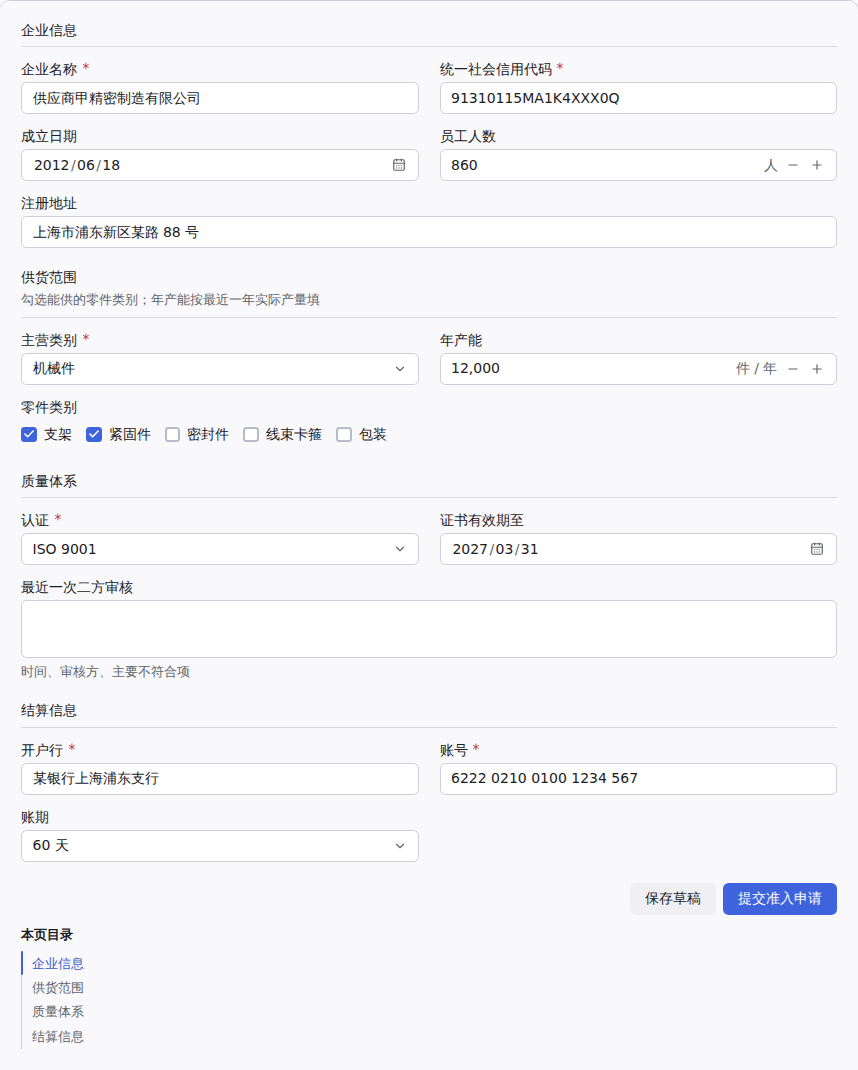 企业信息
企业名称 *
统一社会信用代码 *
供应商甲精密制造有限公司
91310115MA1K4XXX0Q
成立日期
员工人数
2012/06/18
860 人
注册地址
上海市浦东新区某路 88 号
供货范围
勾选能供的零件类别；年产能按最近一年实际产量填
主营类别 *
年产能
机械件
12,000 件 / 年
零件类别
支架 紧固件 密封件 线束卡箍 包装
质量体系
认证 *
证书有效期至
ISO 9001
2027/03/31
最近一次二方审核
时间、审核方、主要不符合项
结算信息
开户行 *
账号 *
某银行上海浦东支行
6222 0210 0100 1234 567
账期
60 天
保存草稿 提交准入申请
本页目录
企业信息
供货范围
质量体系
结算信息